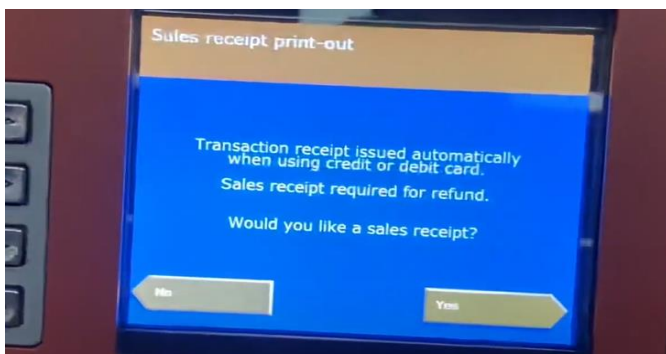 Sales receipt print-out
Transaction receipt issued automatically
when using credit or debit card.
Sales receipt required for refund.
Would you like a sales receipt?
No
Yes